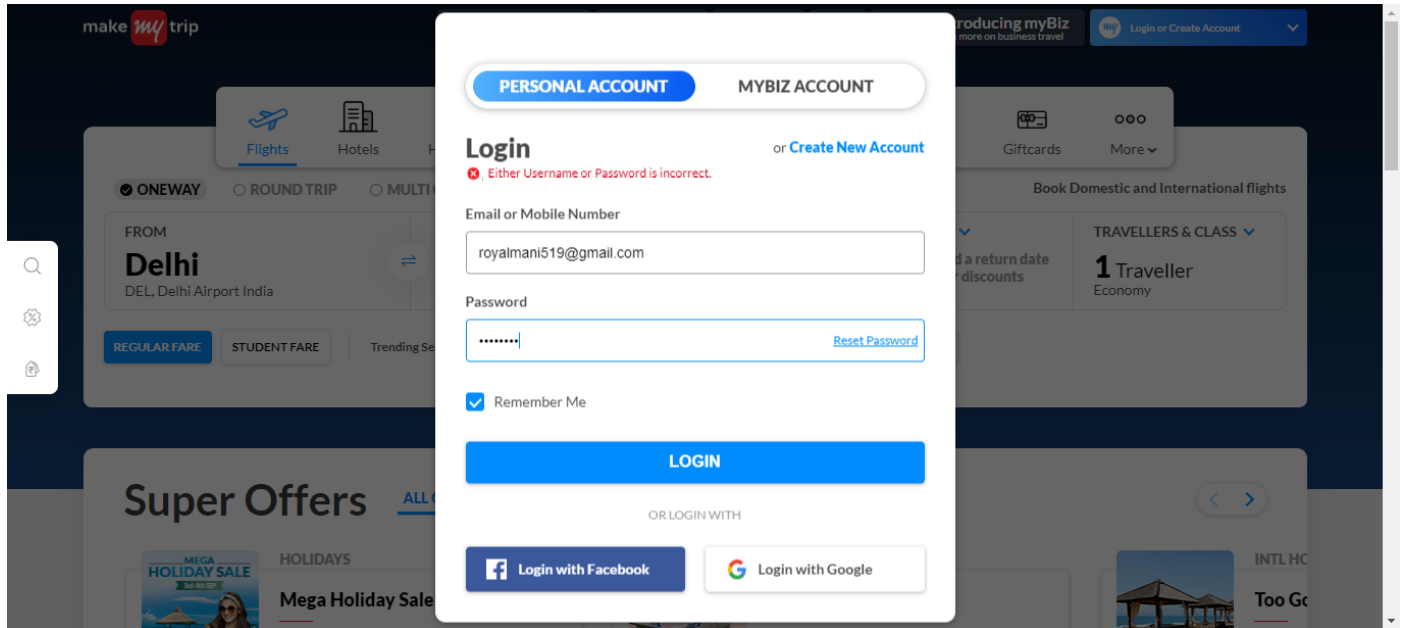 make my trip
roducing myBiz
more on business travel
my Login or Create Account
PERSONAL ACCOUNT
MYBIZ ACCOUNT
Flights
Hotels
H
Giftcards
More
Login
or Create New Account
, Either Username or Password is incorrect.
ONEWAY
ROUND TRIP
MULTI
Book Domestic and International flights
Email or Mobile Number
royalmani519@gmail.com
FROM
Delhi
DEL, Delhi Airport India
d a return date
discounts
TRAVELLERS & CLASS
1 Traveller
Economy
Password
••••••••
Reset Password
REGULAR FARE
STUDENT FARE
Trending Se
Remember Me
LOGIN
Super Offers
ALL
OR LOGIN WITH
Login with Facebook
Login with Google
MEGA
HOLIDAY SALE
HOLIDAYS
Mega Holiday Sale
INTL HO
Too Go